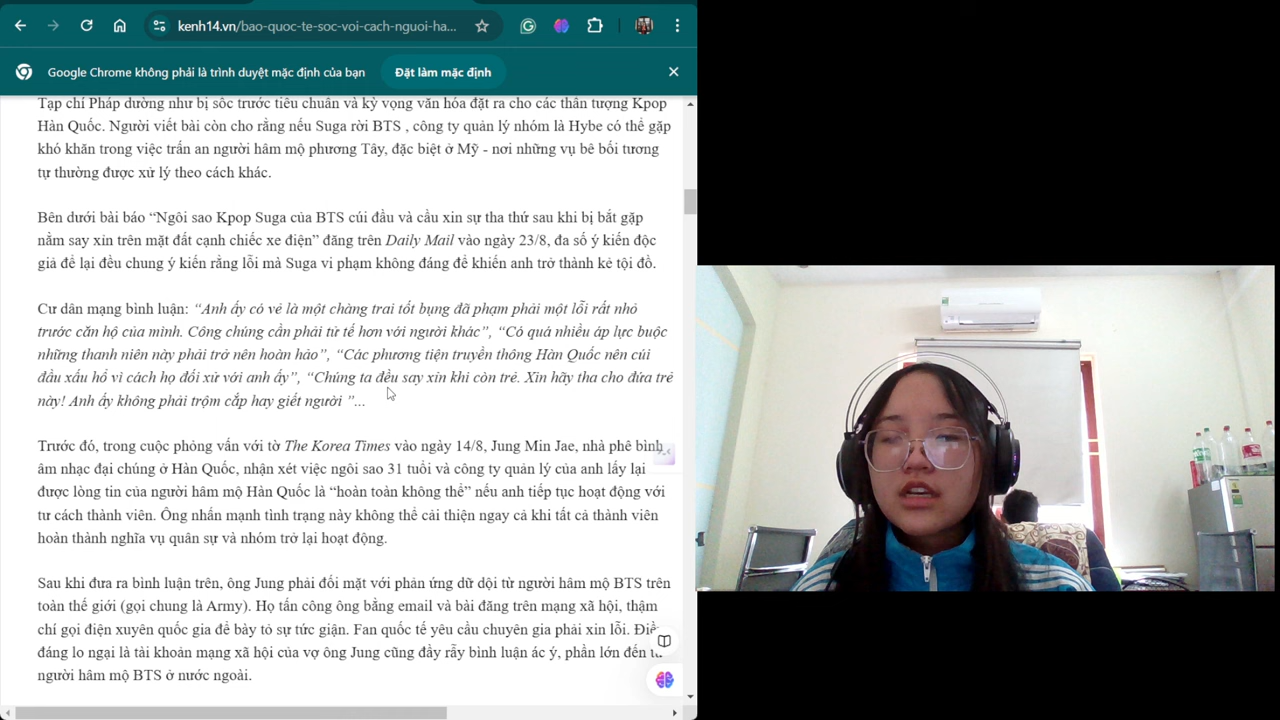 kenh14.vn/bao-quoc-te-soc-voi-cach-nguoi-ha...
Google Chrome không phải là trình duyệt mặc định của bạn
Đặt làm mặc định
Tạp chí Pháp dường như bị sốc trước tiêu chuẩn và kỳ vọng văn hóa đặt ra cho các thần tượng Kpop
Hàn Quốc. Người viết bài còn cho rằng nếu Suga rời BTS , công ty quản lý nhóm là Hybe có thể gặp
khó khăn trong việc trấn an người hâm mộ phương Tây, đặc biệt ở Mỹ - nơi những vụ bê bối tương
tự thường được xử lý theo cách khác.
Bên dưới bài báo “Ngôi sao Kpop Suga của BTS cúi đầu và cầu xin sự tha thứ sau khi bị bắt gặp
nằm say xỉn trên mặt đất cạnh chiếc xe điện” đăng trên Daily Mail vào ngày 23/8, đa số ý kiến độc
giả để lại đều chung ý kiến rằng lỗi mà Suga vi phạm không đáng để khiến anh trở thành kẻ tội đồ.
Cư dân mạng bình luận: “Anh ấy có vẻ là một chàng trai tốt bụng đã phạm phải một lỗi rất nhỏ
trước căn hộ của mình. Công chúng cần phải tử tế hơn với người khác”, “Có quá nhiều áp lực buộc
những thanh niên này phải trở nên hoàn hảo”, “Các phương tiện truyền thông Hàn Quốc nên cúi
đầu xấu hổ vì cách họ đối xử với anh ấy”, “Chúng ta đều say xỉn khi còn trẻ. Xin hãy tha cho đứa trẻ
này! Anh ấy không phải trộm cắp hay giết người ”...
Trước đó, trong cuộc phỏng vấn với tờ The Korea Times vào ngày 14/8, Jung Min Jae, nhà phê bình
âm nhạc đại chúng ở Hàn Quốc, nhận xét việc ngôi sao 31 tuổi và công ty quản lý của anh lấy lại
được lòng tin của người hâm mộ Hàn Quốc là “hoàn toàn không thể” nếu anh tiếp tục hoạt động với
tư cách thành viên. Ông nhấn mạnh tình trạng này không thể cải thiện ngay cả khi tất cả thành viên
hoàn thành nghĩa vụ quân sự và nhóm trở lại hoạt động.
Sau khi đưa ra bình luận trên, ông Jung phải đối mặt với phản ứng dữ dội từ người hâm mộ BTS trên
toàn thế giới (gọi chung là Army). Họ tấn công ông bằng email và bài đăng trên mạng xã hội, thậm
chí gọi điện xuyên quốc gia để bày tỏ sự tức giận. Fan quốc tế yêu cầu chuyên gia phải xin lỗi. Điều
đáng lo ngại là tài khoản mạng xã hội của vợ ông Jung cũng đầy rẫy bình luận ác ý, phần lớn đến từ
người hâm mộ BTS ở nước ngoài.